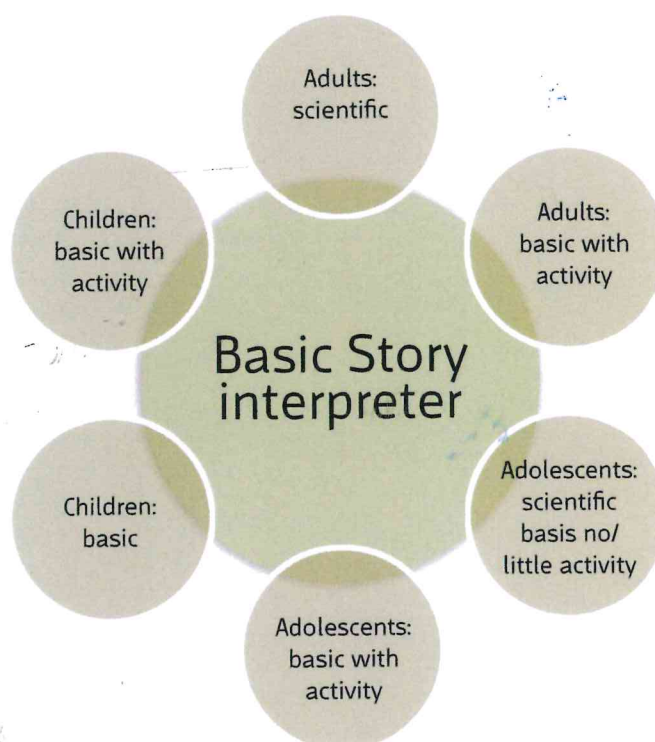 Adults:
scientific
Adults:
basic with
activity
Adolescents:
scientific
basis no/
little activity
Adolescents:
basic with
activity
Children:
basic
Children:
basic with
activity
Basic Story
interpreter